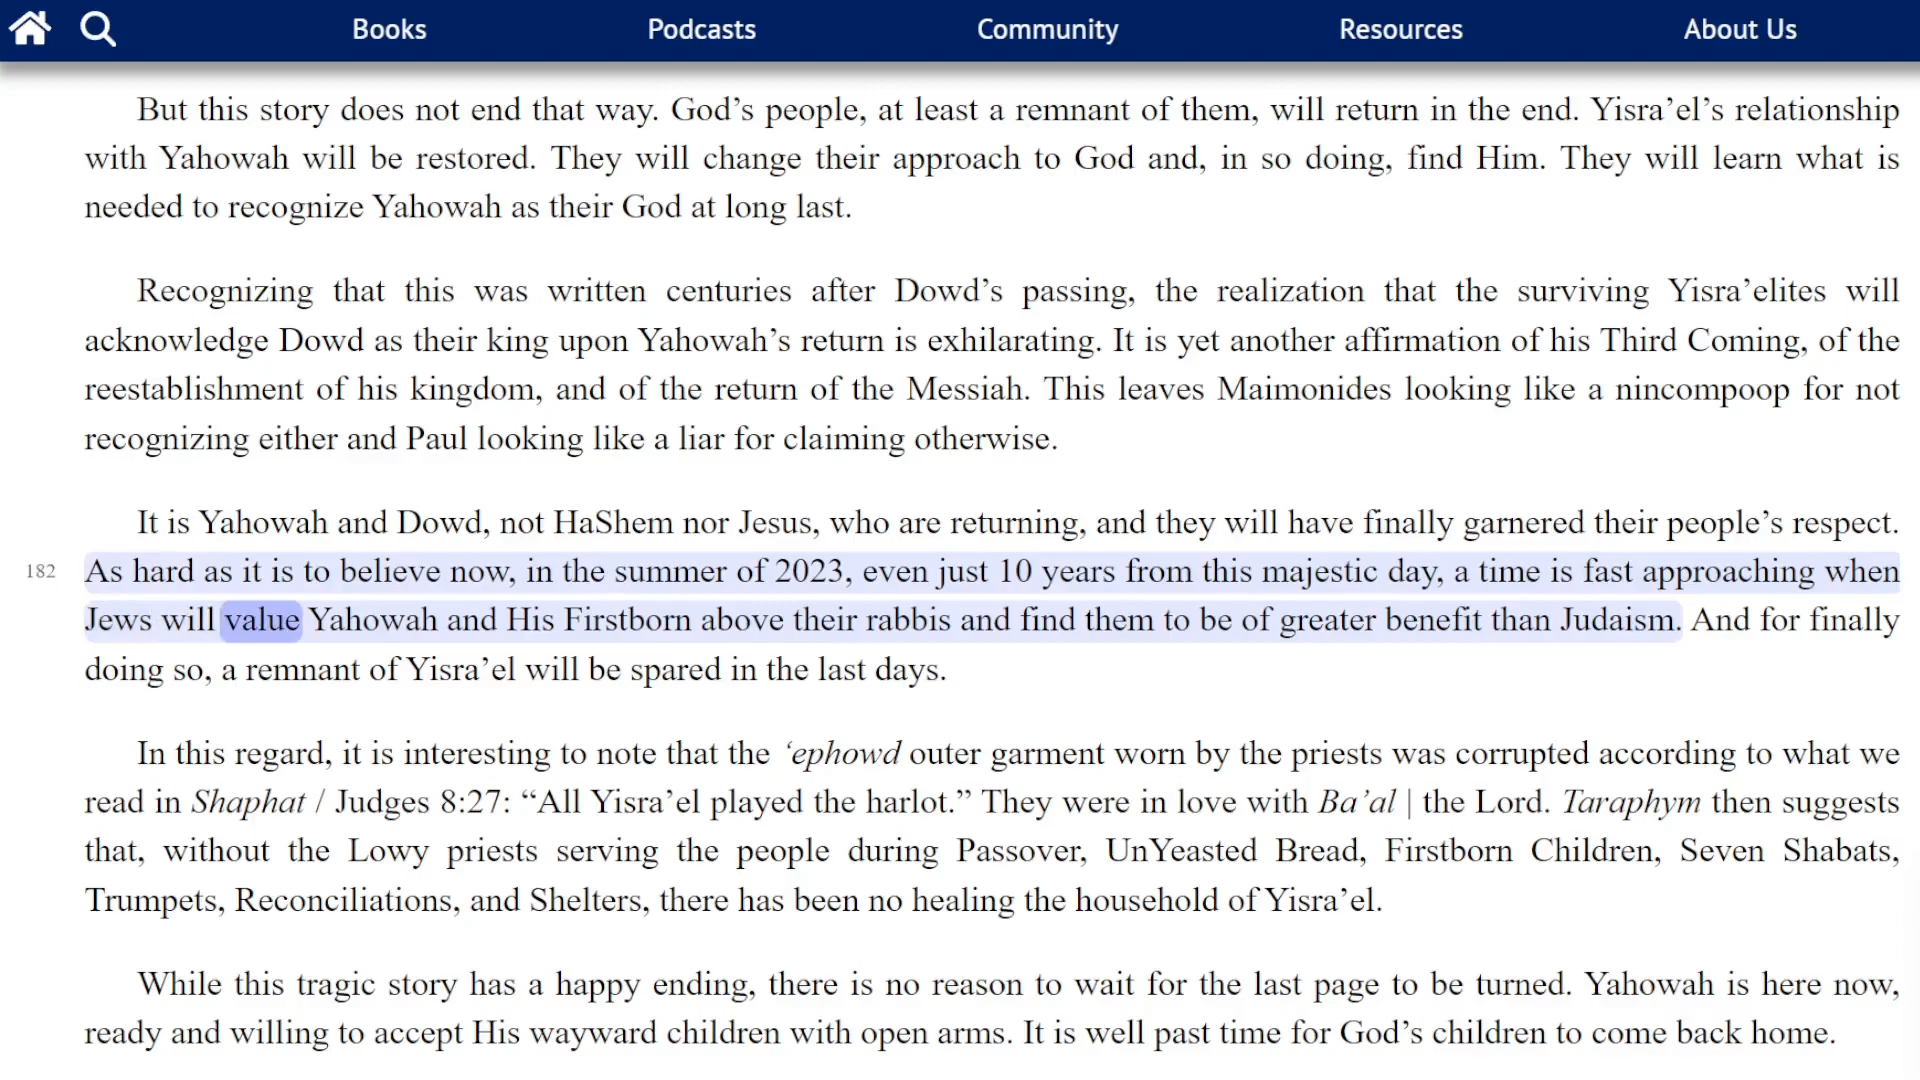 Books Podcasts Community Resources About Us
But this story does not end that way. God’s people, at least a remnant of them, will return in the end. Yisra’el’s relationship
with Yahowah will be restored. They will change their approach to God and, in so doing, find Him. They will learn what is
needed to recognize Yahowah as their God at long last.
Recognizing that this was written centuries after Dowd’s passing, the realization that the surviving Yisra’elites will
acknowledge Dowd as their king upon Yahowah’s return is exhilarating. It is yet another affirmation of his Third Coming, of the
reestablishment of his kingdom, and of the return of the Messiah. This leaves Maimonides looking like a nincompoop for not
recognizing either and Paul looking like a liar for claiming otherwise.
It is Yahowah and Dowd, not HaShem nor Jesus, who are returning, and they will have finally garnered their people’s respect.
182 As hard as it is to believe now, in the summer of 2023, even just 10 years from this majestic day, a time is fast approaching when
Jews will value Yahowah and His Firstborn above their rabbis and find them to be of greater benefit than Judaism. And for finally
doing so, a remnant of Yisra’el will be spared in the last days.
In this regard, it is interesting to note that the ‘ephowd outer garment worn by the priests was corrupted according to what we
read in Shaphat / Judges 8:27: “All Yisra’el played the harlot.” They were in love with Ba’al | the Lord. Taraphym then suggests
that, without the Lowy priests serving the people during Passover, UnYeasted Bread, Firstborn Children, Seven Shabats,
Trumpets, Reconciliations, and Shelters, there has been no healing the household of Yisra’el.
While this tragic story has a happy ending, there is no reason to wait for the last page to be turned. Yahowah is here now,
ready and willing to accept His wayward children with open arms. It is well past time for God’s children to come back home.